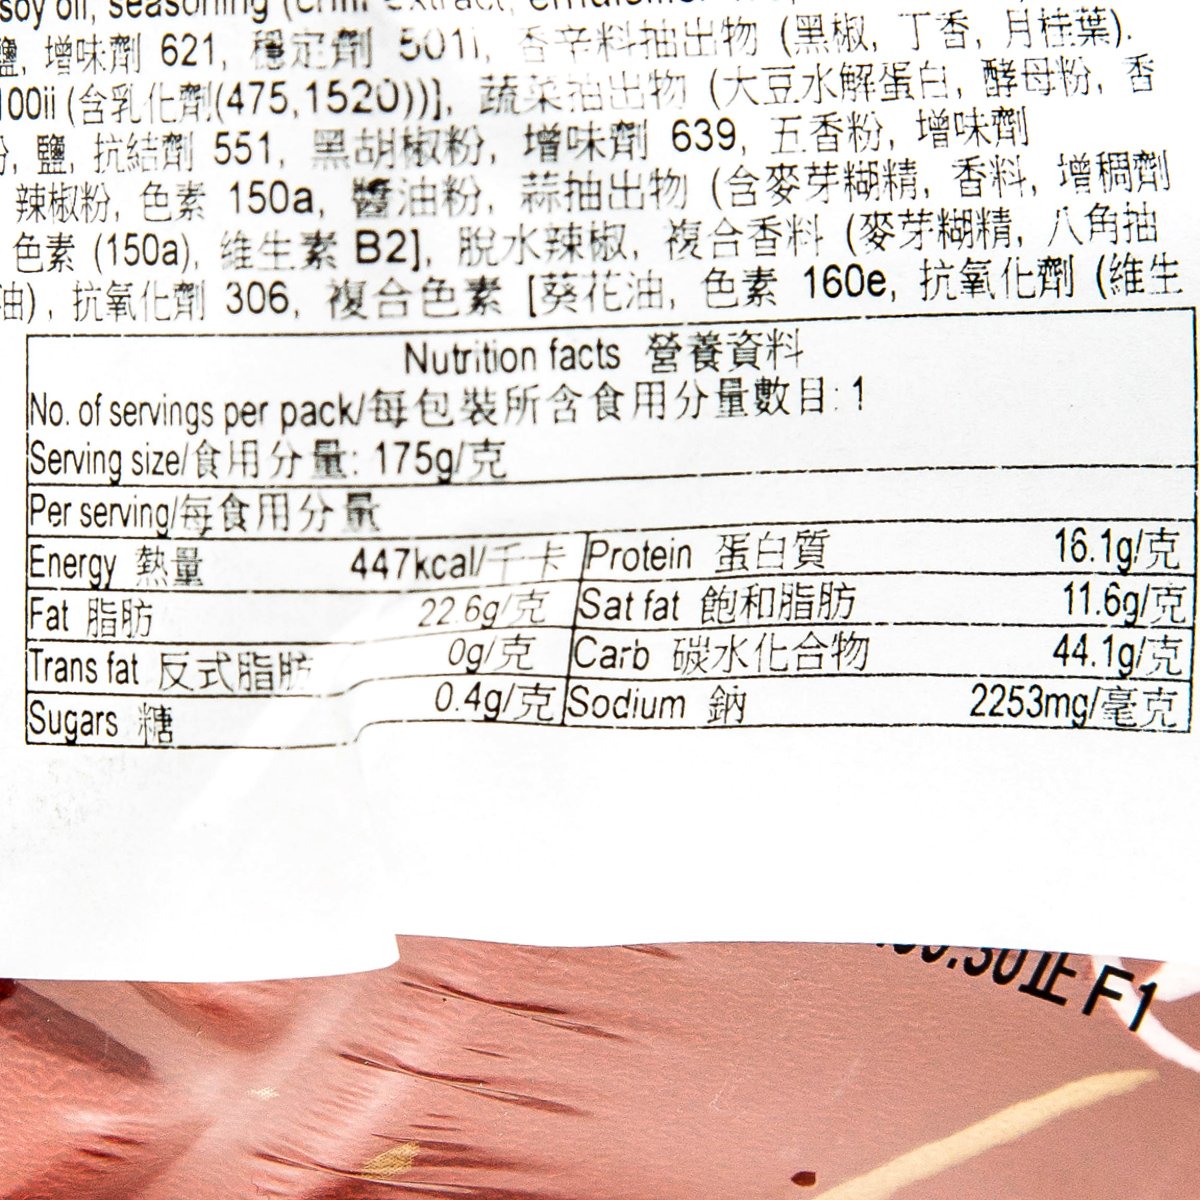 soy oil, seasoning
鹽, 增味劑 621, 穩定劑 501i, 香辛料抽出物 (黑椒, 丁香, 月桂葉).
100ii (含乳化劑(475,1520))], 蔬菜抽出物 (大豆水解蛋白, 酵母粉, 香
鹽, 抗結劑 551, 黑胡椒粉, 增味劑 639, 五香粉, 增味劑
辣椒粉, 色素 150a, 醬油粉, 蒜抽出物 (含麥芽糊精, 香料, 增稠劑
色素 (150a), 維生素 B2], 脫水辣椒, 複合香料 (麥芽糊精, 八角抽
油), 抗氧化劑 306, 複合色素 [葵花油, 色素 160e, 抗氧化劑 (維生
Nutrition facts 營養資料
No. of servings per pack/每包裝所含食用分量數目: 1
Serving size/食用分量: 175g/克
Per serving/每食用分量
Energy 熱量 447kcal/千卡 Protein 蛋白質 16.1g/克
Fat 脂肪 22.6g/克 Sat fat 飽和脂肪 11.6g/克
Trans fat 反式脂肪 0g/克 Carb 碳水化合物 44.1g/克
Sugars 糖 0.4g/克 Sodium 鈉 2253mg/毫克
.30止 F1